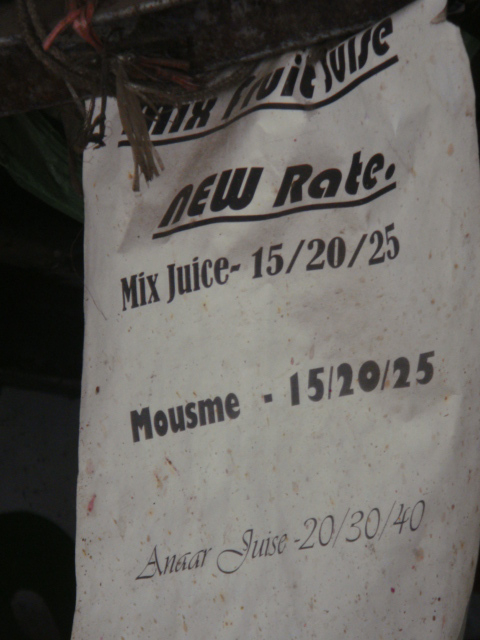 Mix Fruit Juise
NEW Rate.
Mix Juice- 15/20/25
Mousme - 15/20/25
Anaar Juise -20/30/40